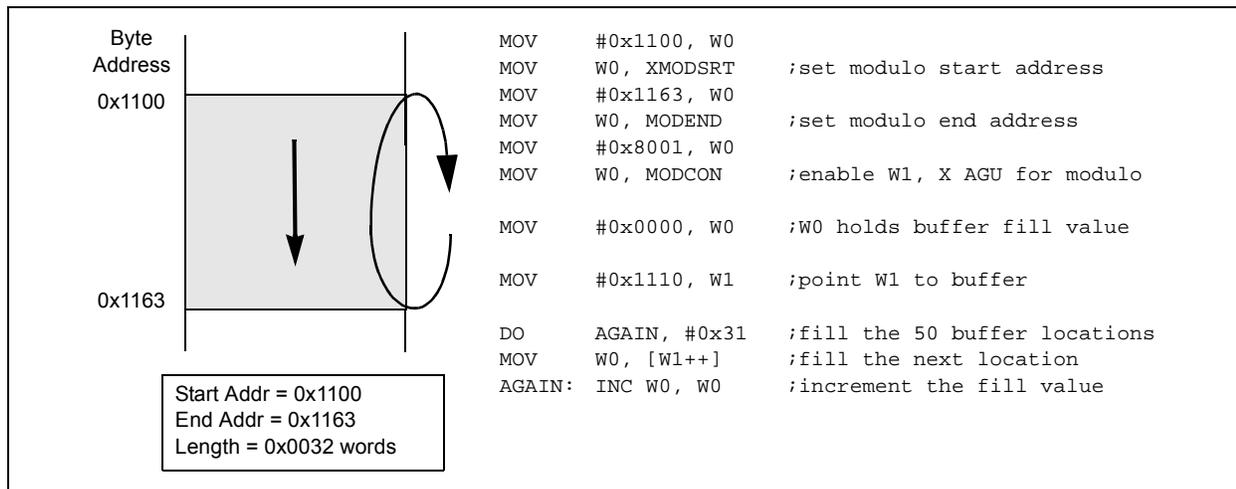 Byte
Address
0x1100
0x1163
Start Addr = 0x1100
End Addr = 0x1163
Length = 0x0032 words
MOV #0x1100, W0
MOV W0, XMODSRT ;set modulo start address
MOV #0x1163, W0
MOV W0, MODEND ;set modulo end address
MOV #0x8001, W0
MOV W0, MODCON ;enable W1, X AGU for modulo
MOV #0x0000, W0 ;W0 holds buffer fill value
MOV #0x1110, W1 ;point W1 to buffer
DO AGAIN, #0x31 ;fill the 50 buffer locations
MOV W0, [W1++] ;fill the next location
AGAIN: INC W0, W0 ;increment the fill value